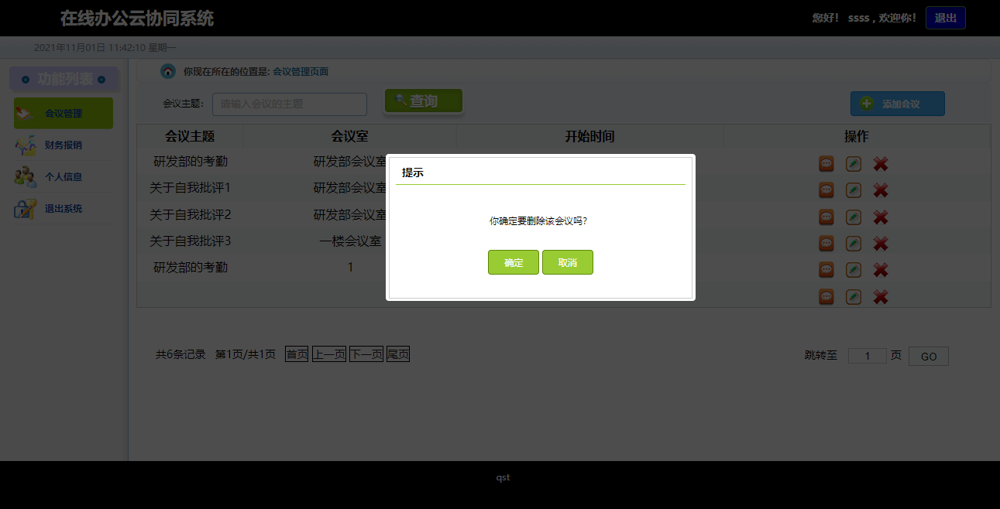 在线办公云协同系统
您好! ssss , 欢迎你! 退出
2021年11月01日 11:42:10 星期一
功能列表
会议管理
财务报销
个人信息
退出系统
你现在所在的位置是: 会议管理页面
会议主题: 请输入会议的主题 查询 添加会议
会议主题 会议室 开始时间 操作
研发部的考勤 研发部会议室
关于自我批评1 研发部会议室
关于自我批评2 研发部会议室
关于自我批评3 一楼会议室
研发部的考勤 1
提示
你确定要删除该会议吗?
确定 取消
共6条记录 第1页/共1页 首页 上一页 下一页 尾页 跳转至 1 页 GO
qst